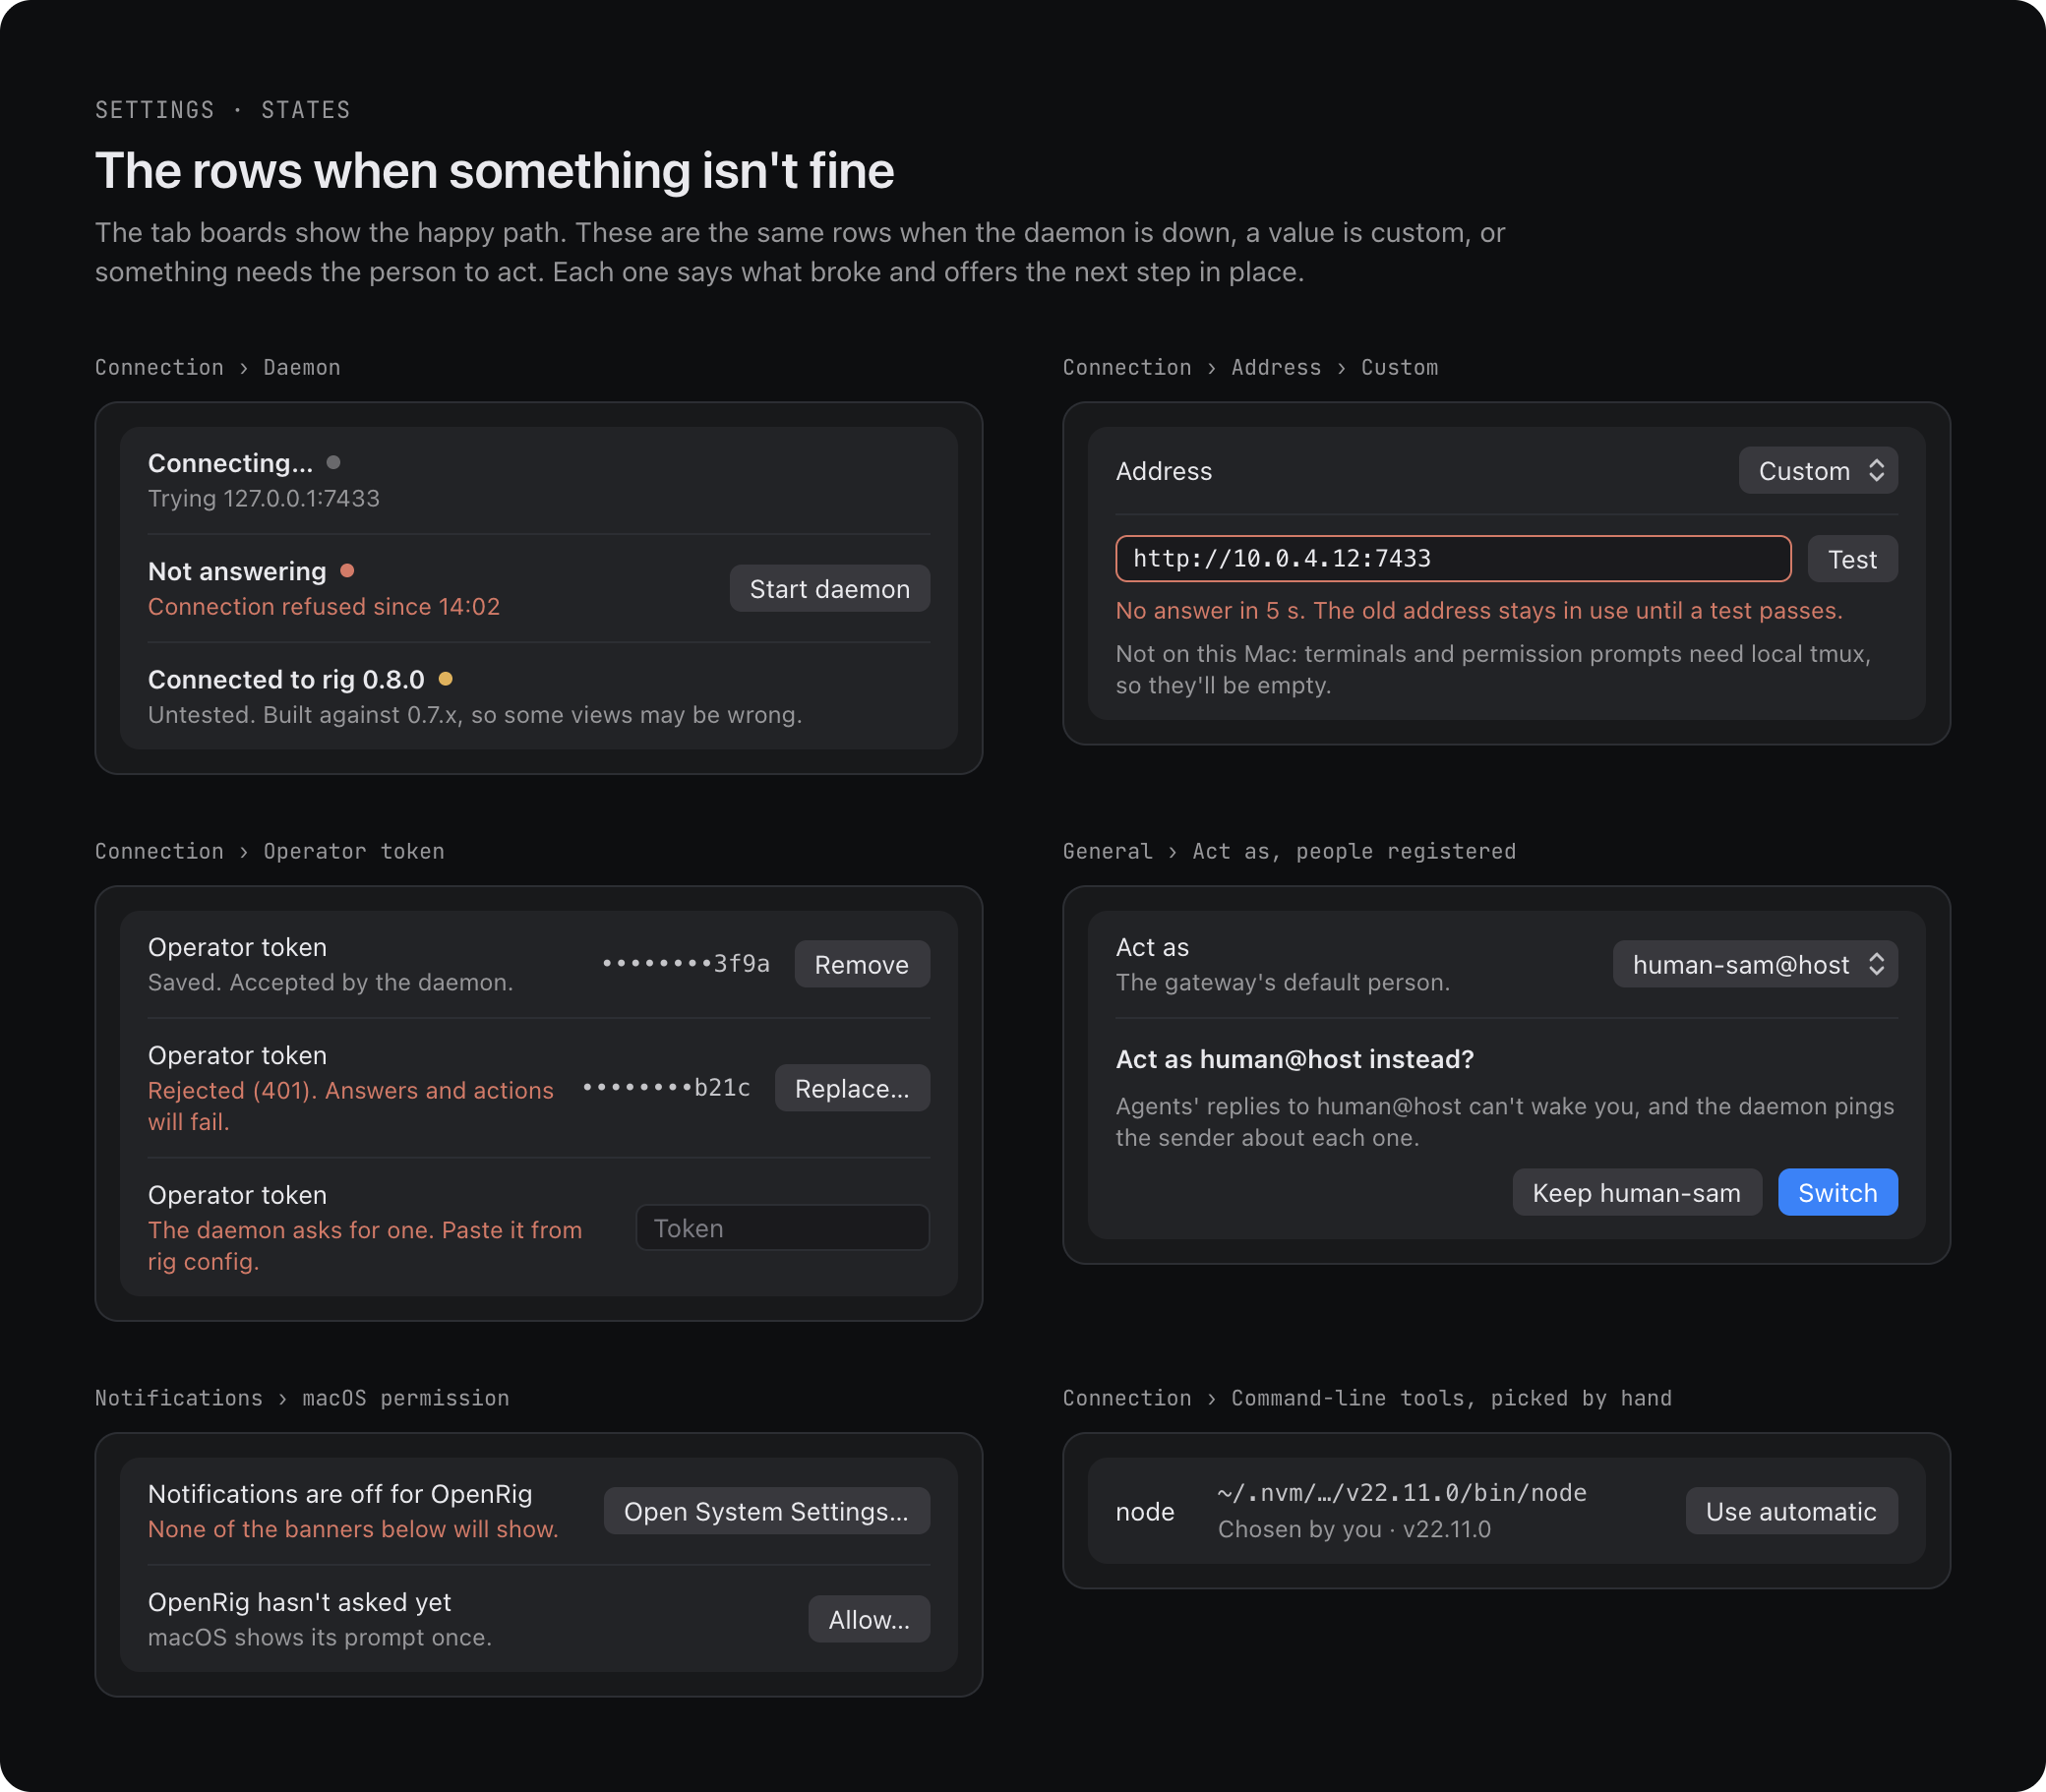 SETTINGS · STATES
The rows when something isn't fine
The tab boards show the happy path. These are the same rows when the daemon is down, a value is custom, or
something needs the person to act. Each one says what broke and offers the next step in place.
Connection › Daemon
Connecting...
Trying 127.0.0.1:7433
Not answering
Connection refused since 14:02
Start daemon
Connected to rig 0.8.0
Untested. Built against 0.7.x, so some views may be wrong.
Connection › Address › Custom
Address
Custom
http://10.0.4.12:7433
Test
No answer in 5 s. The old address stays in use until a test passes.
Not on this Mac: terminals and permission prompts need local tmux,
so they'll be empty.
Connection › Operator token
Operator token
Saved. Accepted by the daemon.
••••••••3f9a
Remove
Operator token
Rejected (401). Answers and actions
will fail.
••••••••b21c
Replace...
Operator token
The daemon asks for one. Paste it from
rig config.
Token
General › Act as, people registered
Act as
The gateway's default person.
human-sam@host
Act as human@host instead?
Agents' replies to human@host can't wake you, and the daemon pings
the sender about each one.
Keep human-sam
Switch
Notifications › macOS permission
Notifications are off for OpenRig
None of the banners below will show.
Open System Settings...
OpenRig hasn't asked yet
macOS shows its prompt once.
Allow...
Connection › Command-line tools, picked by hand
node
~/.nvm/…/v22.11.0/bin/node
Chosen by you · v22.11.0
Use automatic